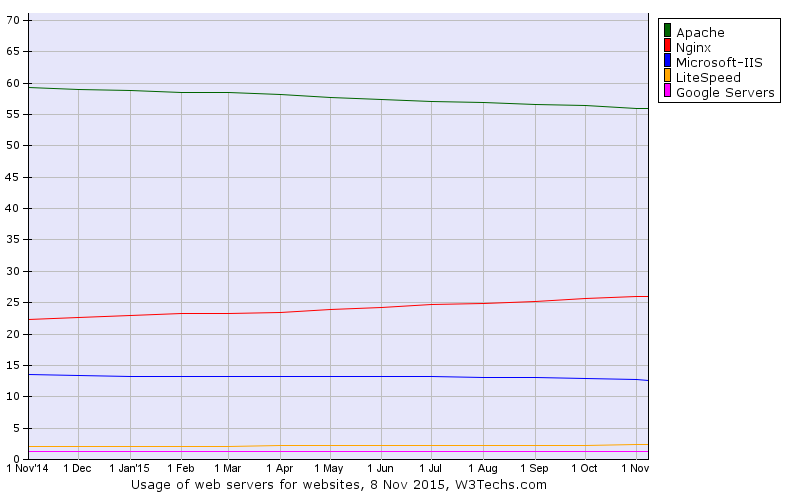 70
65
60
55
50
45
40
35
30
25
20
15
10
5
0
1 Nov'14 1 Dec 1 Jan'15 1 Feb 1 Mar 1 Apr 1 May 1 Jun 1 Jul 1 Aug 1 Sep 1 Oct 1 Nov
Usage of web servers for websites, 8 Nov 2015, W3Techs.com
Apache
Nginx
Microsoft-IIS
LiteSpeed
Google Servers